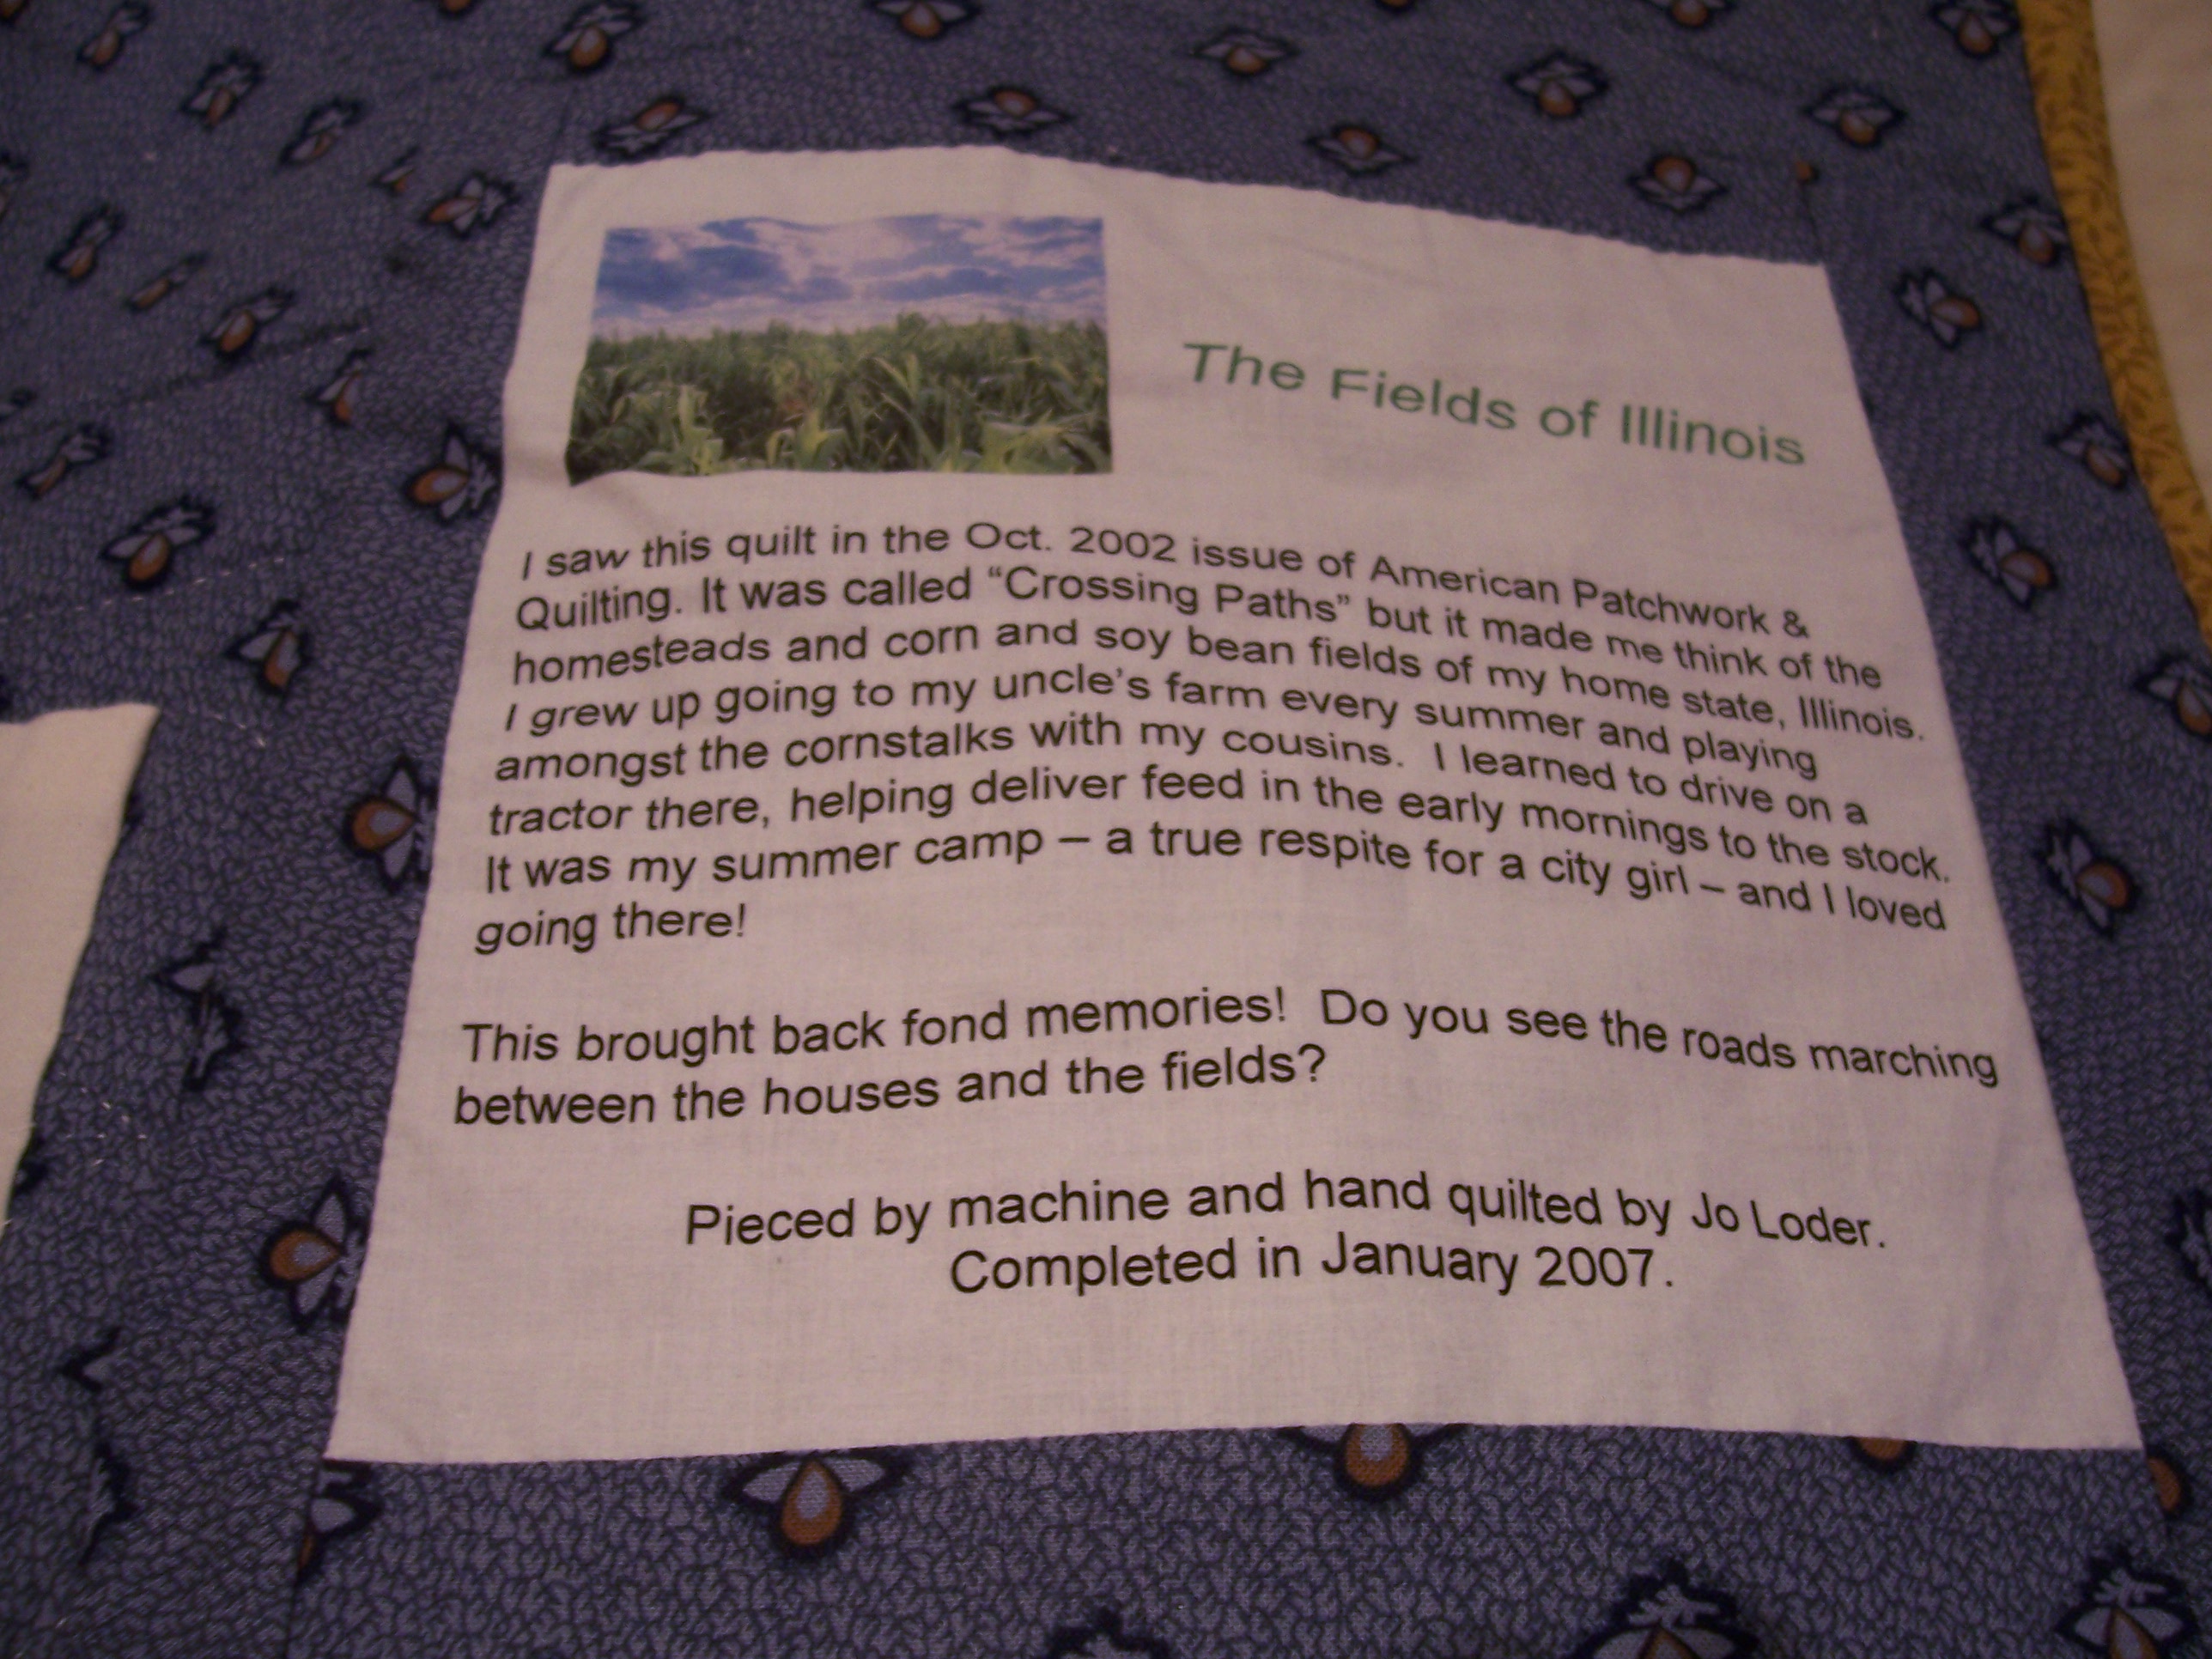 The Fields of Illinois
I saw this quilt in the Oct. 2002 issue of American Patchwork &
Quilting. It was called “Crossing Paths” but it made me think of the
homesteads and corn and soy bean fields of my home state, Illinois.
I grew up going to my uncle’s farm every summer and playing
amongst the cornstalks with my cousins.  I learned to drive on a
tractor there, helping deliver feed in the early mornings to the stock.
It was my summer camp – a true respite for a city girl – and I loved
going there!
This brought back fond memories!  Do you see the roads marching
between the houses and the fields?
Pieced by machine and hand quilted by Jo Loder.
Completed in January 2007.